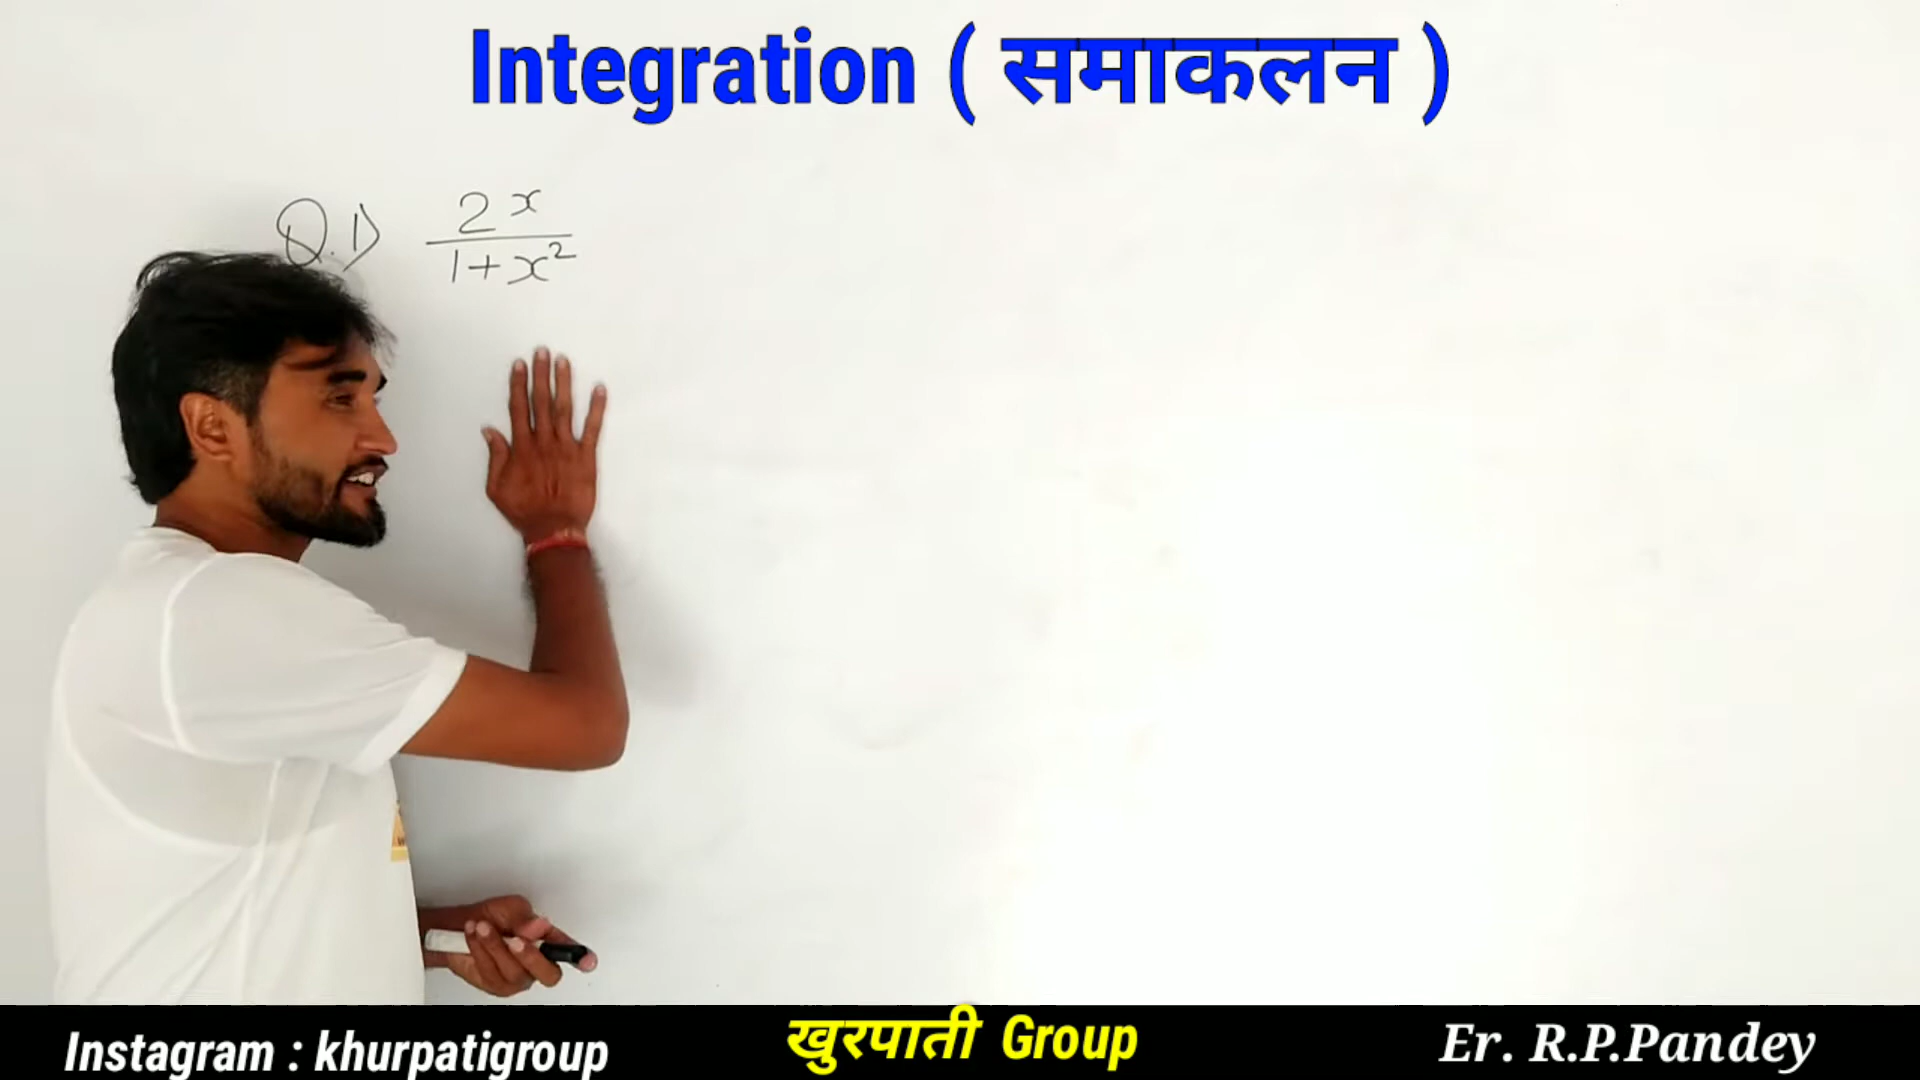 Integration ( समाकलन )
Q.1) 2x
1+x²
Instagram : khurpatigroup
खुरपाती Group
Er. R.P.Pandey